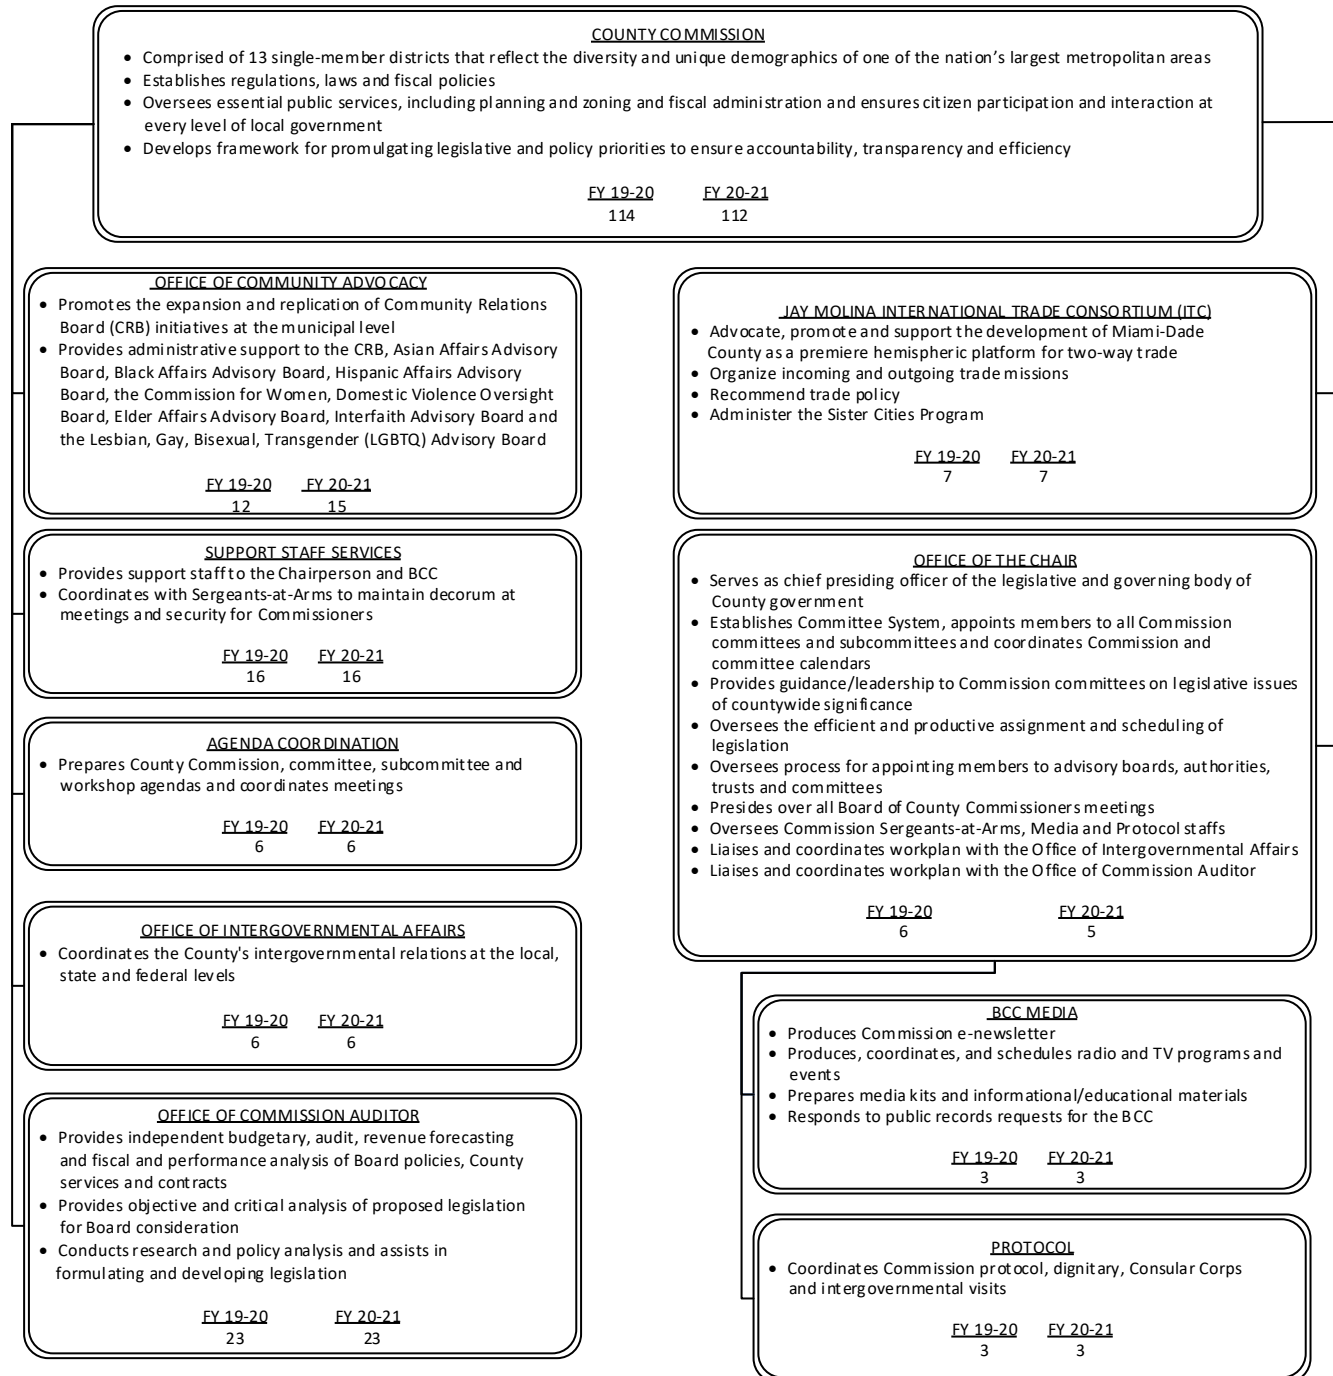 COUNTY COMMISSION
• Comprised of 13 single-member districts that reflect the diversity and unique demographics of one of the nation's largest metropolitan areas
• Establishes regulations, laws and fiscal policies
• Oversees essential public services, including planning and zoning and fiscal administration and ensures citizen participation and interaction at
every level of local government
• Develops framework for promulgating legislative and policy priorities to ensure accountability, transparency and efficiency
FY 19-20 FY 20-21
114 112
OFFICE OF COMMUNITY ADVOCACY
• Promotes the expansion and replication of Community Relations
Board (CRB) initiatives at the municipal level
• Provides administrative support to the CRB, Asian Affairs Advisory
Board, Black Affairs Advisory Board, Hispanic Affairs Advisory
Board, the Commission for Women, Domestic Violence Oversight
Board, Elder Affairs Advisory Board, Interfaith Advisory Board and
the Lesbian, Gay, Bisexual, Transgender (LGBTQ) Advisory Board
FY 19-20 FY 20-21
12 15
SUPPORT STAFF SERVICES
• Provides support staff to the Chairperson and BCC
• Coordinates with Sergeants-at-Arms to maintain decorum at
meetings and security for Commissioners
FY 19-20 FY 20-21
16 16
AGENDA COORDINATION
• Prepares County Commission, committee, subcommittee and
workshop agendas and coordinates meetings
FY 19-20 FY 20-21
6 6
OFFICE OF INTERGOVERNMENTAL AFFAIRS
• Coordinates the County's intergovernmental relations at the local,
state and federal levels
FY 19-20 FY 20-21
6 6
OFFICE OF COMMISSION AUDITOR
• Provides independent budgetary, audit, revenue forecasting
and fiscal and performance analysis of Board policies, County
services and contracts
• Provides objective and critical analysis of proposed legislation
for Board consideration
• Conducts research and policy analysis and assists in
formulating and developing legislation
FY 19-20 FY 20-21
23 23
JAY MOLINA INTERNATIONAL TRADE CONSORTIUM (ITC)
• Advocate, promote and support the development of Miami-Dade
County as a premiere hemispheric platform for two-way trade
• Organize incoming and outgoing trade missions
• Recommend trade policy
• Administer the Sister Cities Program
FY 19-20 FY 20-21
7 7
OFFICE OF THE CHAIR
• Serves as chief presiding officer of the legislative and governing body of
County government
• Establishes Committee System, appoints members to all Commission
committees and subcommittees and coordinates Commission and
committee calendars
• Provides guidance/leadership to Commission committees on legislative issues
of countywide significance
• Oversees the efficient and productive assignment and scheduling of
legislation
• Oversees process for appointing members to advisory boards, authorities,
trusts and committees
• Presides over all Board of County Commissioners meetings
• Oversees Commission Sergeants-at-Arms, Media and Protocol staffs
• Liaises and coordinates workplan with the Office of Intergovernmental Affairs
• Liaises and coordinates workplan with the Office of Commission Auditor
FY 19-20 FY 20-21
6 5
BCC MEDIA
• Produces Commission e-newsletter
• Produces, coordinates, and schedules radio and TV programs and
events
• Prepares media kits and informational/educational materials
• Responds to public records requests for the BCC
FY 19-20 FY 20-21
3 3
PROTOCOL
• Coordinates Commission protocol, dignitary, Consular Corps
and intergovernmental visits
FY 19-20 FY 20-21
3 3